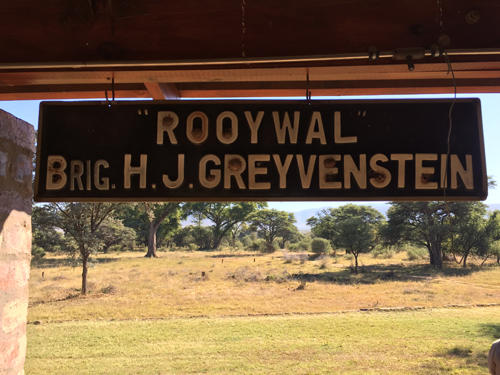 "ROOYWAL"
BRIG. H. J. GREYVENSTEIN